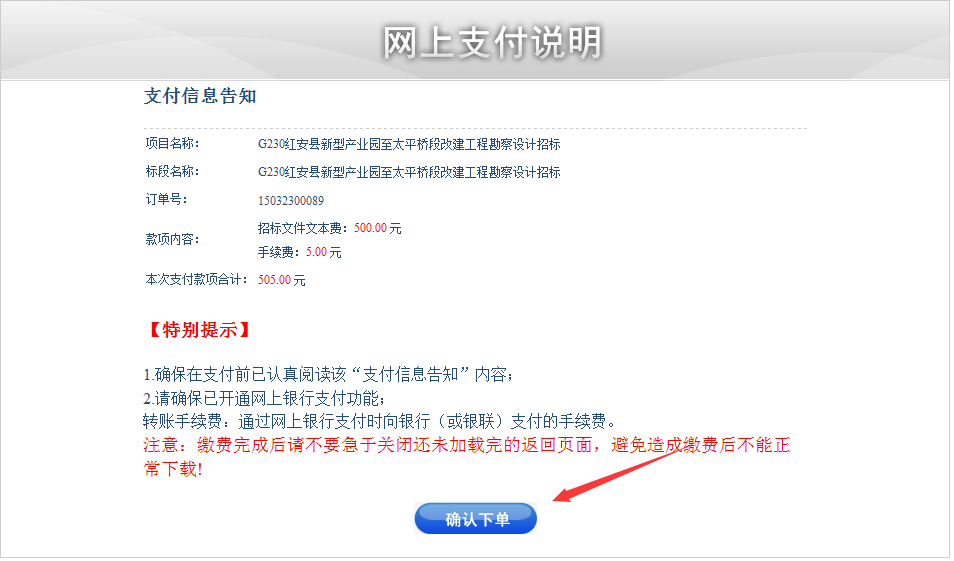 网上支付说明
支付信息告知
项目名称： G230红安县新型产业园至太平桥段改建工程勘察设计招标
标段名称： G230红安县新型产业园至太平桥段改建工程勘察设计招标
订单号： 15032300089
款项内容： 招标文件文本费：500.00 元
手续费：5.00 元
本次支付款项合计： 505.00 元
【特别提示】
1.确保在支付前已认真阅读该“支付信息告知”内容；
2.请确保已开通网上银行支付功能；
转账手续费：通过网上银行支付时向银行（或银联）支付的手续费。
注意：缴费完成后请不要急于关闭还未加载完的返回页面，避免造成缴费后不能正
常下载!
确认下单